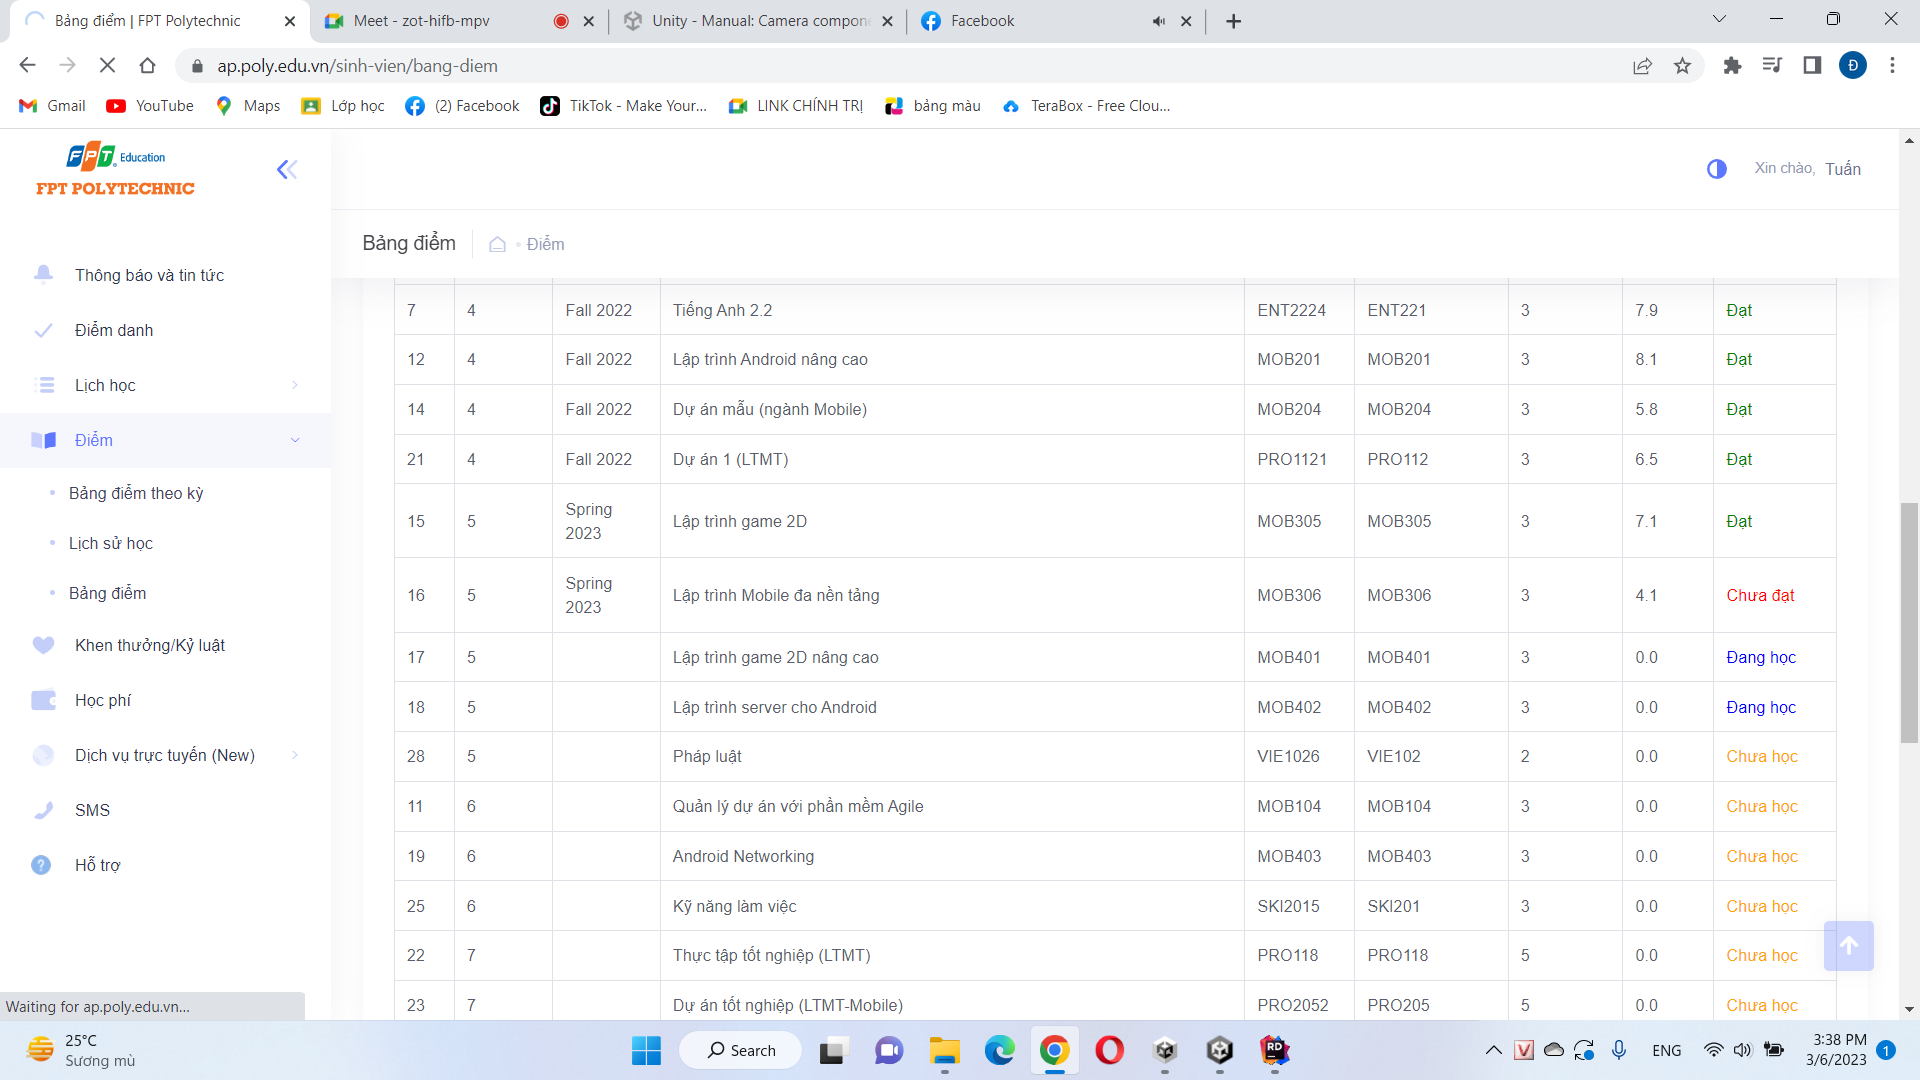 Bảng điểm | FPT Polytechnic
Meet - zot-hifb-mpv
Unity - Manual: Camera compone
Facebook
ap.poly.edu.vn/sinh-vien/bang-diem
Đ
Gmail
YouTube
Maps
Lớp học
(2) Facebook
TikTok - Make Your...
LINK CHÍNH TRỊ
bảng màu
TeraBox - Free Clou...
FPT Education
FPT POLYTECHNIC
Xin chào, Tuấn
Bảng điểm
Điểm
Thông báo và tin tức
Điểm danh
Lịch học
Điểm
Bảng điểm theo kỳ
Lịch sử học
Bảng điểm
Khen thưởng/Kỷ luật
Học phí
Dịch vụ trực tuyến (New)
SMS
Hỗ trợ
7 4 Fall 2022 Tiếng Anh 2.2 ENT2224 ENT221 3 7.9 Đạt
12 4 Fall 2022 Lập trình Android nâng cao MOB201 MOB201 3 8.1 Đạt
14 4 Fall 2022 Dự án mẫu (ngành Mobile) MOB204 MOB204 3 5.8 Đạt
21 4 Fall 2022 Dự án 1 (LTMT) PRO1121 PRO112 3 6.5 Đạt
15 5 Spring 2023 Lập trình game 2D MOB305 MOB305 3 7.1 Đạt
16 5 Spring 2023 Lập trình Mobile đa nền tảng MOB306 MOB306 3 4.1 Chưa đạt
17 5 Lập trình game 2D nâng cao MOB401 MOB401 3 0.0 Đang học
18 5 Lập trình server cho Android MOB402 MOB402 3 0.0 Đang học
28 5 Pháp luật VIE1026 VIE102 2 0.0 Chưa học
11 6 Quản lý dự án với phần mềm Agile MOB104 MOB104 3 0.0 Chưa học
19 6 Android Networking MOB403 MOB403 3 0.0 Chưa học
25 6 Kỹ năng làm việc SKI2015 SKI201 3 0.0 Chưa học
22 7 Thực tập tốt nghiệp (LTMT) PRO118 PRO118 5 0.0 Chưa học
23 7 Dự án tốt nghiệp (LTMT-Mobile) PRO2052 PRO205 5 0.0 Chưa học
Waiting for ap.poly.edu.vn...
25°C
Sương mù
Search
RD
V
ENG
3:38 PM
3/6/2023
1